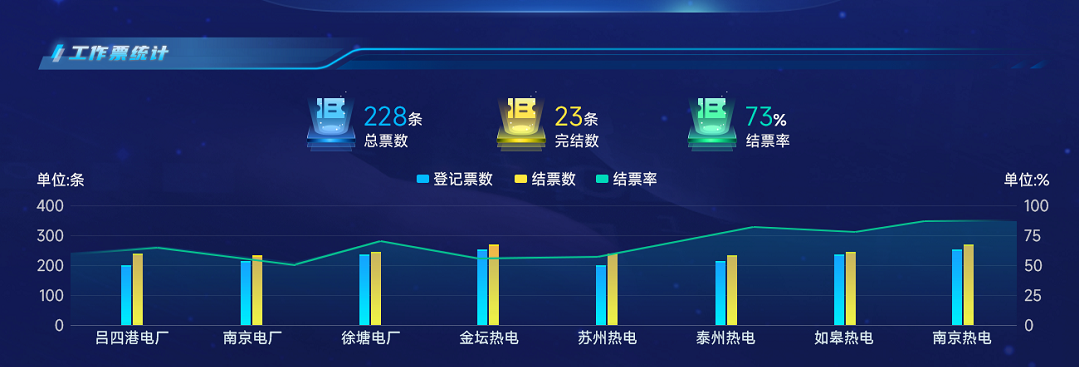 工作票统计
228条
总票数
23条
完结数
73%
结票率
单位:条
登记票数
结票数
结票率
单位:%
400
300
200
100
0
100
75
50
25
0
吕四港电厂
南京电厂
徐塘电厂
金坛热电
苏州热电
泰州热电
如皋热电
南京热电